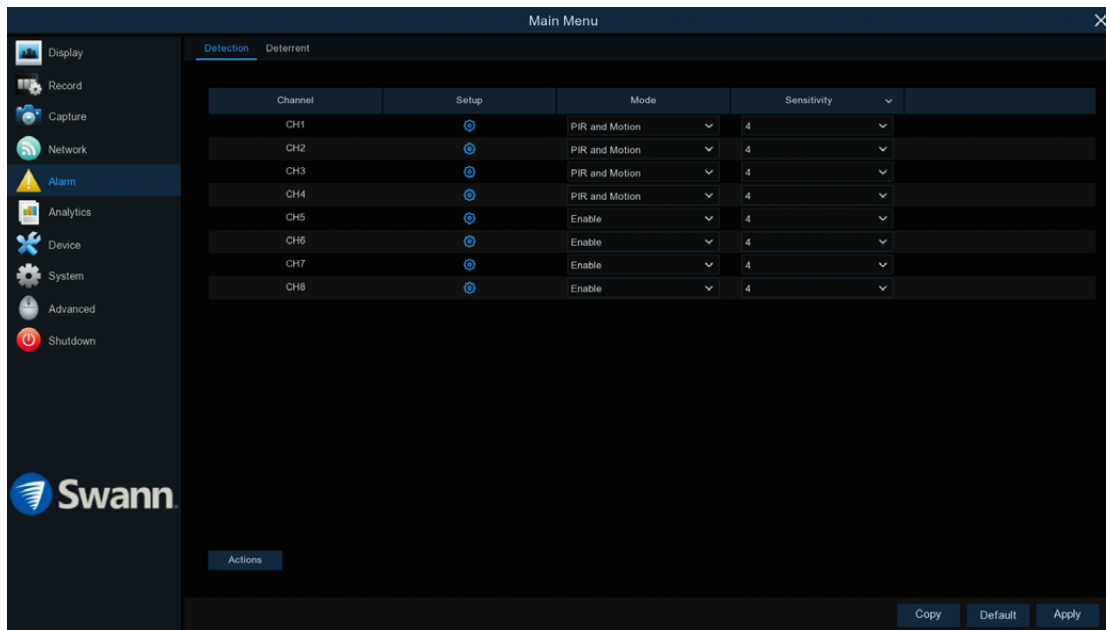 Main Menu
Display
Record
Capture
Network
Alarm
Analytics
Device
System
Advanced
Shutdown
Swann
Detection Deterrent
Channel Setup Mode Sensitivity
CH1 PIR and Motion 4
CH2 PIR and Motion 4
CH3 PIR and Motion 4
CH4 PIR and Motion 4
CH5 Enable 4
CH6 Enable 4
CH7 Enable 4
CH8 Enable 4
Actions
Copy Default Apply